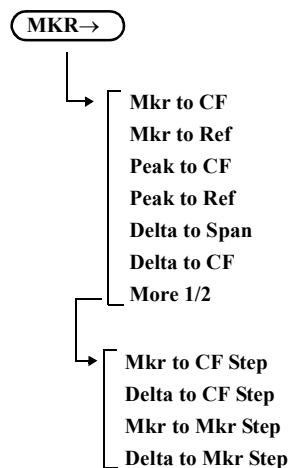 MKR→
Mkr to CF
Mkr to Ref
Peak to CF
Peak to Ref
Delta to Span
Delta to CF
More 1/2
Mkr to CF Step
Delta to CF Step
Mkr to Mkr Step
Delta to Mkr Step